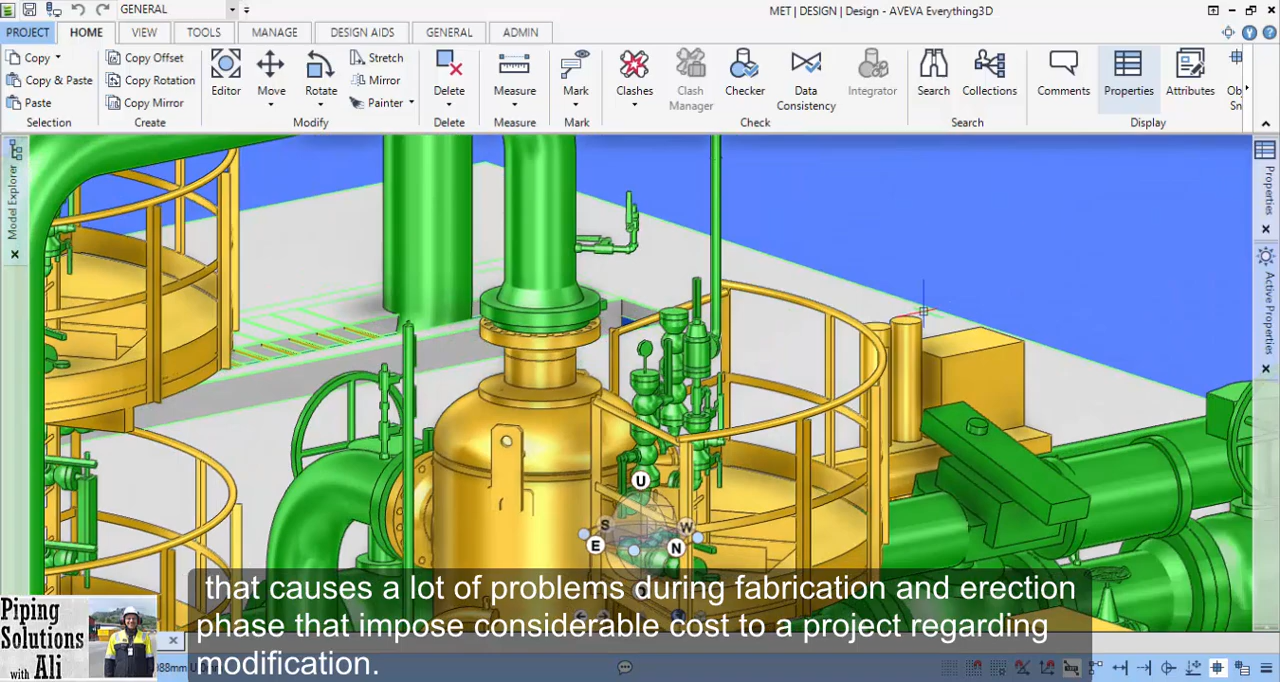 GENERAL
MET | DESIGN | Design - AVEVA Everything3D
PROJECT HOME VIEW TOOLS MANAGE DESIGN AIDS GENERAL ADMIN
Copy Copy Offset Stretch
Copy & Paste Copy Rotation Mirror
Paste Copy Mirror Painter
Editor Move Rotate Delete Measure Mark Clashes Clash Manager Checker Data Consistency Integrator Search Collections Comments Properties Attributes Ob Sn
Selection Create Modify Delete Measure Mark Check Search Display
Model Explorer
Properties
Active Properties
U
S W
E N
that causes a lot of problems during fabrication and erection
phase that impose considerable cost to a project regarding
modification.
Piping
Solutions
with Ali